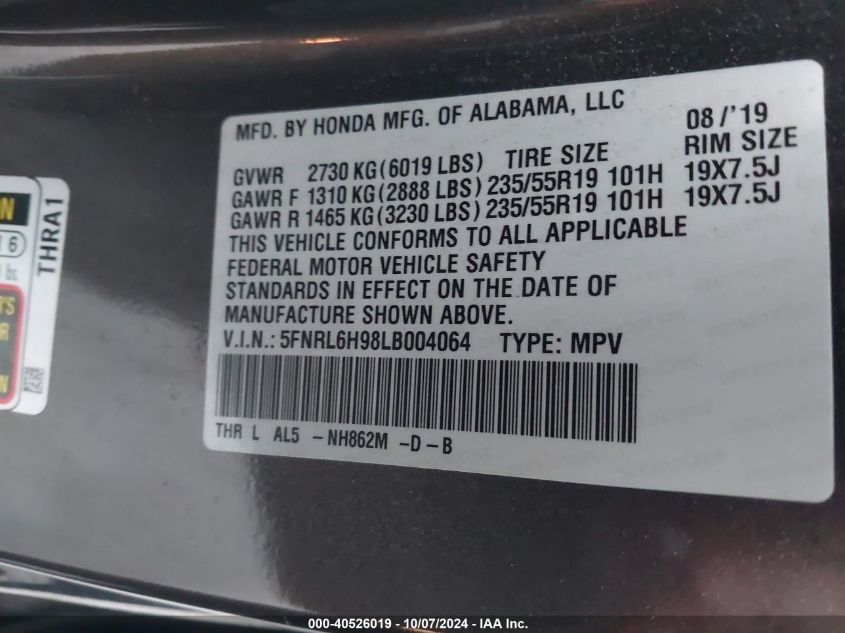 MFD. BY HONDA MFG. OF ALABAMA, LLC 08/'19
GVWR 2730 KG(6019 LBS) TIRE SIZE RIM SIZE
GAWR F 1310 KG(2888 LBS) 235/55R19 101H 19X7.5J
GAWR R 1465 KG(3230 LBS) 235/55R19 101H 19X7.5J
THIS VEHICLE CONFORMS TO ALL APPLICABLE
FEDERAL MOTOR VEHICLE SAFETY
STANDARDS IN EFFECT ON THE DATE OF
MANUFACTURE SHOWN ABOVE.
V.I.N.: 5FNRL6H98LB004064 TYPE: MPV
THR L AL5 -NH862M -D-B
THRA1
lbs.
000-40526019 - 10/07/2024 - IAA Inc.